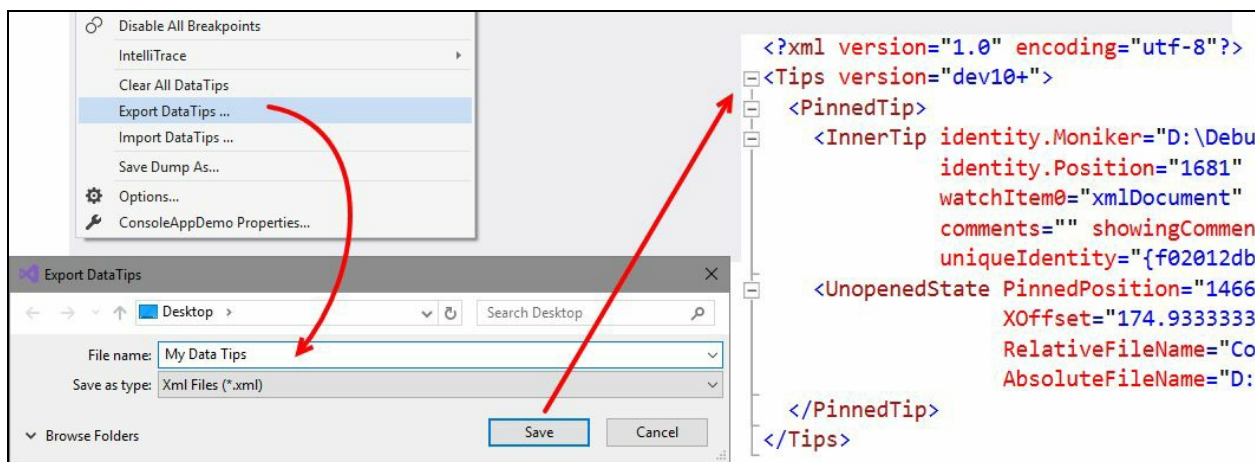 Disable All Breakpoints
IntelliTrace
Clear All DataTips
Export DataTips ...
Import DataTips ...
Save Dump As...
Options...
ConsoleAppDemo Properties...
Export DataTips
Desktop
Search Desktop
File name: My Data Tips
Save as type: Xml Files (*.xml)
Browse Folders
Save
Cancel
<?xml version="1.0" encoding="utf-8"?>
<Tips version="dev10+">
<PinnedTip>
<InnerTip identity.Moniker="D:\Debu
identity.Position="1681"
watchItem0="xmlDocument"
comments="" showingCommen
uniqueIdentity="{f02012db
<UnopenedState PinnedPosition="1466
XOffset="174.9333333
RelativeFileName="Co
AbsoluteFileName="D:
</PinnedTip>
</Tips>